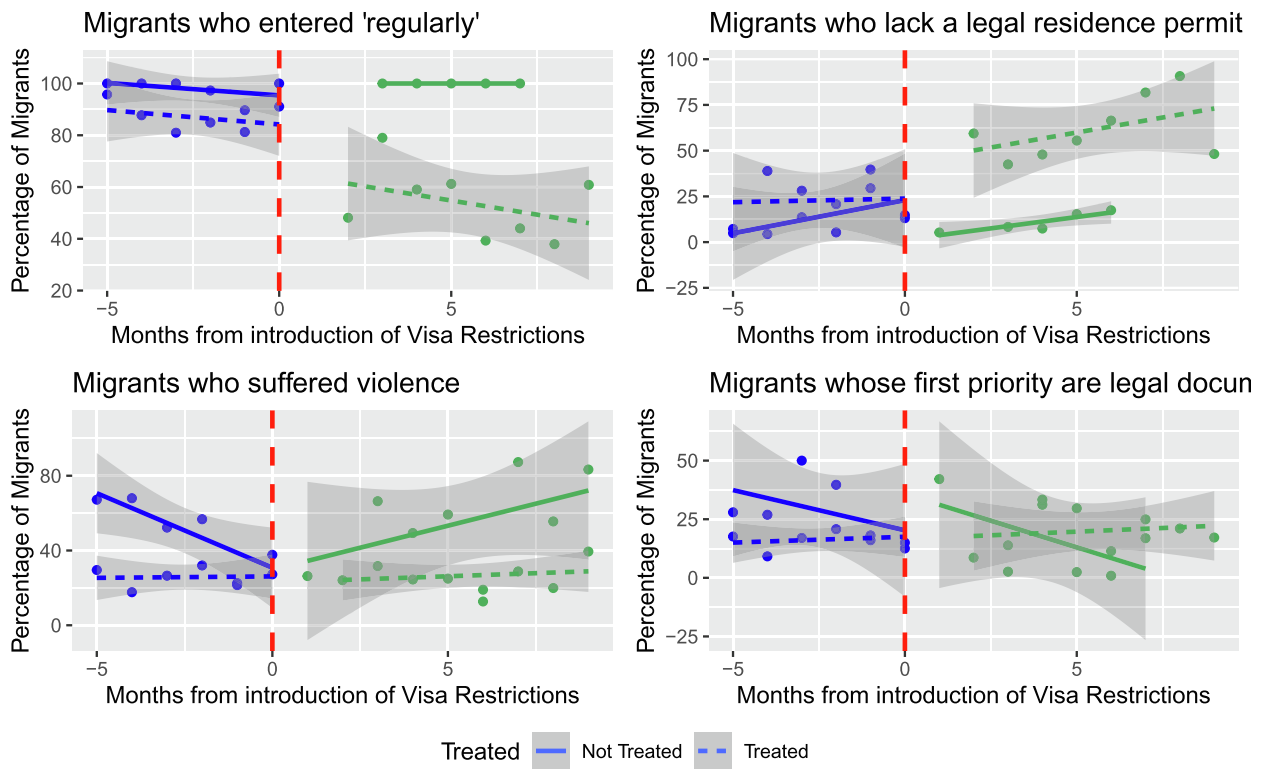 Migrants who entered 'regularly'
Percentage of Migrants
100
80
60
40
20
−5
0
5
Months from introduction of Visa Restrictions
Migrants who lack a legal residence permit
Percentage of Migrants
100
75
50
25
0
−25
−5
0
5
Months from introduction of Visa Restrictions
Migrants who suffered violence
Percentage of Migrants
80
40
0
−5
0
5
Months from introduction of Visa Restrictions
Migrants whose first priority are legal docun
Percentage of Migrants
50
25
0
−25
−5
0
5
Months from introduction of Visa Restrictions
Treated Not Treated Treated